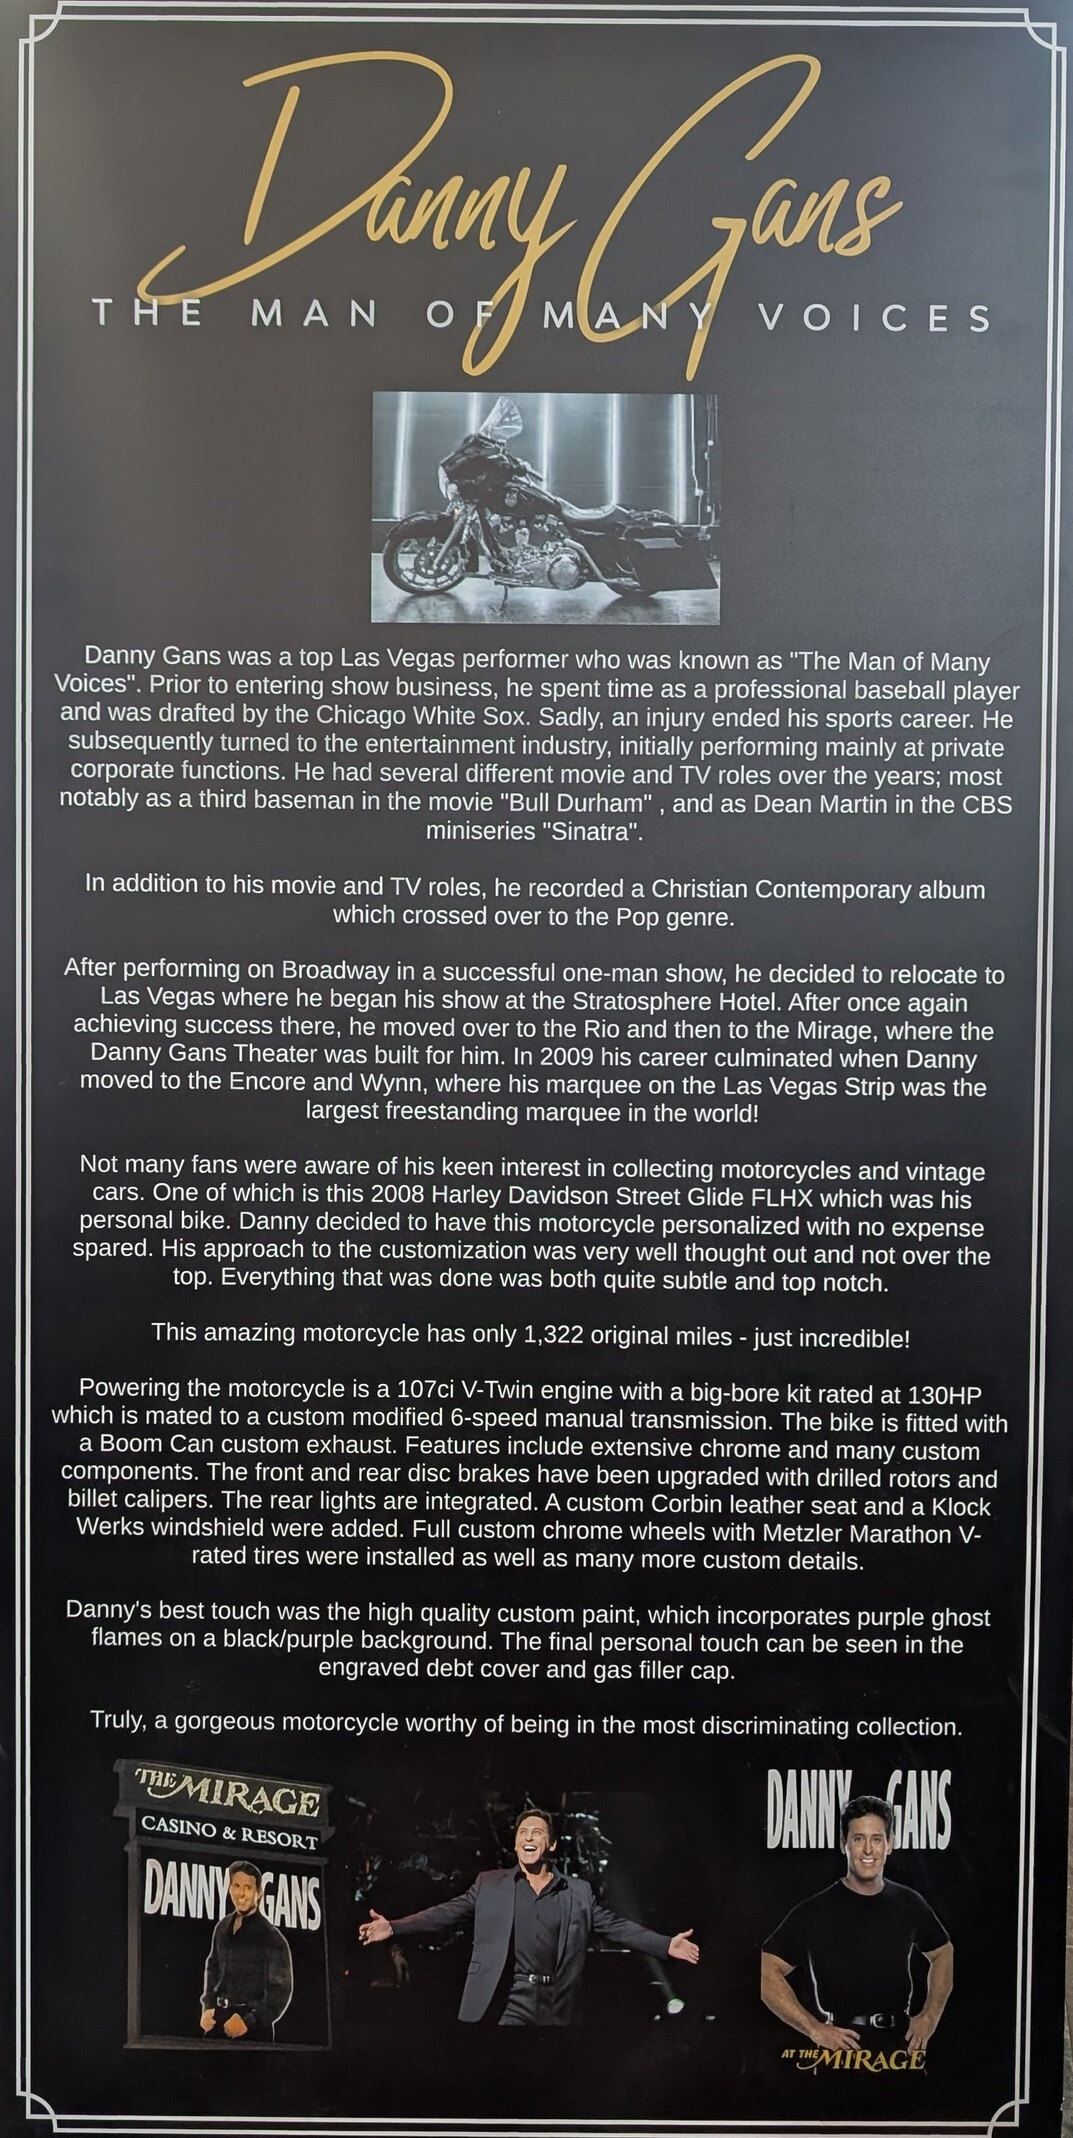 Danny Gans
THE MAN OF MANY VOICES
Danny Gans was a top Las Vegas performer who was known as "The Man of Many
Voices". Prior to entering show business, he spent time as a professional baseball player
and was drafted by the Chicago White Sox. Sadly, an injury ended his sports career. He
subsequently turned to the entertainment industry, initially performing mainly at private
corporate functions. He had several different movie and TV roles over the years; most
notably as a third baseman in the movie "Bull Durham" , and as Dean Martin in the CBS
miniseries "Sinatra".
In addition to his movie and TV roles, he recorded a Christian Contemporary album
which crossed over to the Pop genre.
After performing on Broadway in a successful one-man show, he decided to relocate to
Las Vegas where he began his show at the Stratosphere Hotel. After once again
achieving success there, he moved over to the Rio and then to the Mirage, where the
Danny Gans Theater was built for him. In 2009 his career culminated when Danny
moved to the Encore and Wynn, where his marquee on the Las Vegas Strip was the
largest freestanding marquee in the world!
Not many fans were aware of his keen interest in collecting motorcycles and vintage
cars. One of which is this 2008 Harley Davidson Street Glide FLHX which was his
personal bike. Danny decided to have this motorcycle personalized with no expense
spared. His approach to the customization was very well thought out and not over the
top. Everything that was done was both quite subtle and top notch.
This amazing motorcycle has only 1,322 original miles - just incredible!
Powering the motorcycle is a 107ci V-Twin engine with a big-bore kit rated at 130HP
which is mated to a custom modified 6-speed manual transmission. The bike is fitted with
a Boom Can custom exhaust. Features include extensive chrome and many custom
components. The front and rear disc brakes have been upgraded with drilled rotors and
billet calipers. The rear lights are integrated. A custom Corbin leather seat and a Klock
Werks windshield were added. Full custom chrome wheels with Metzler Marathon V-
rated tires were installed as well as many more custom details.
Danny's best touch was the high quality custom paint, which incorporates purple ghost
flames on a black/purple background. The final personal touch can be seen in the
engraved debt cover and gas filler cap.
Truly, a gorgeous motorcycle worthy of being in the most discriminating collection.
THE MIRAGE
CASINO & RESORT
DANNY GANS
DANNY GANS
AT THE MIRAGE